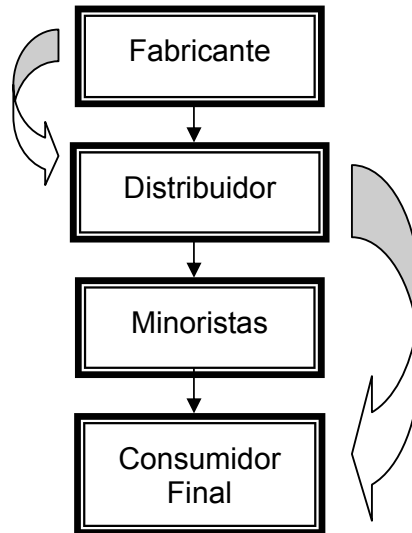 Fabricante
Distribuidor
Minoristas
Consumidor
Final